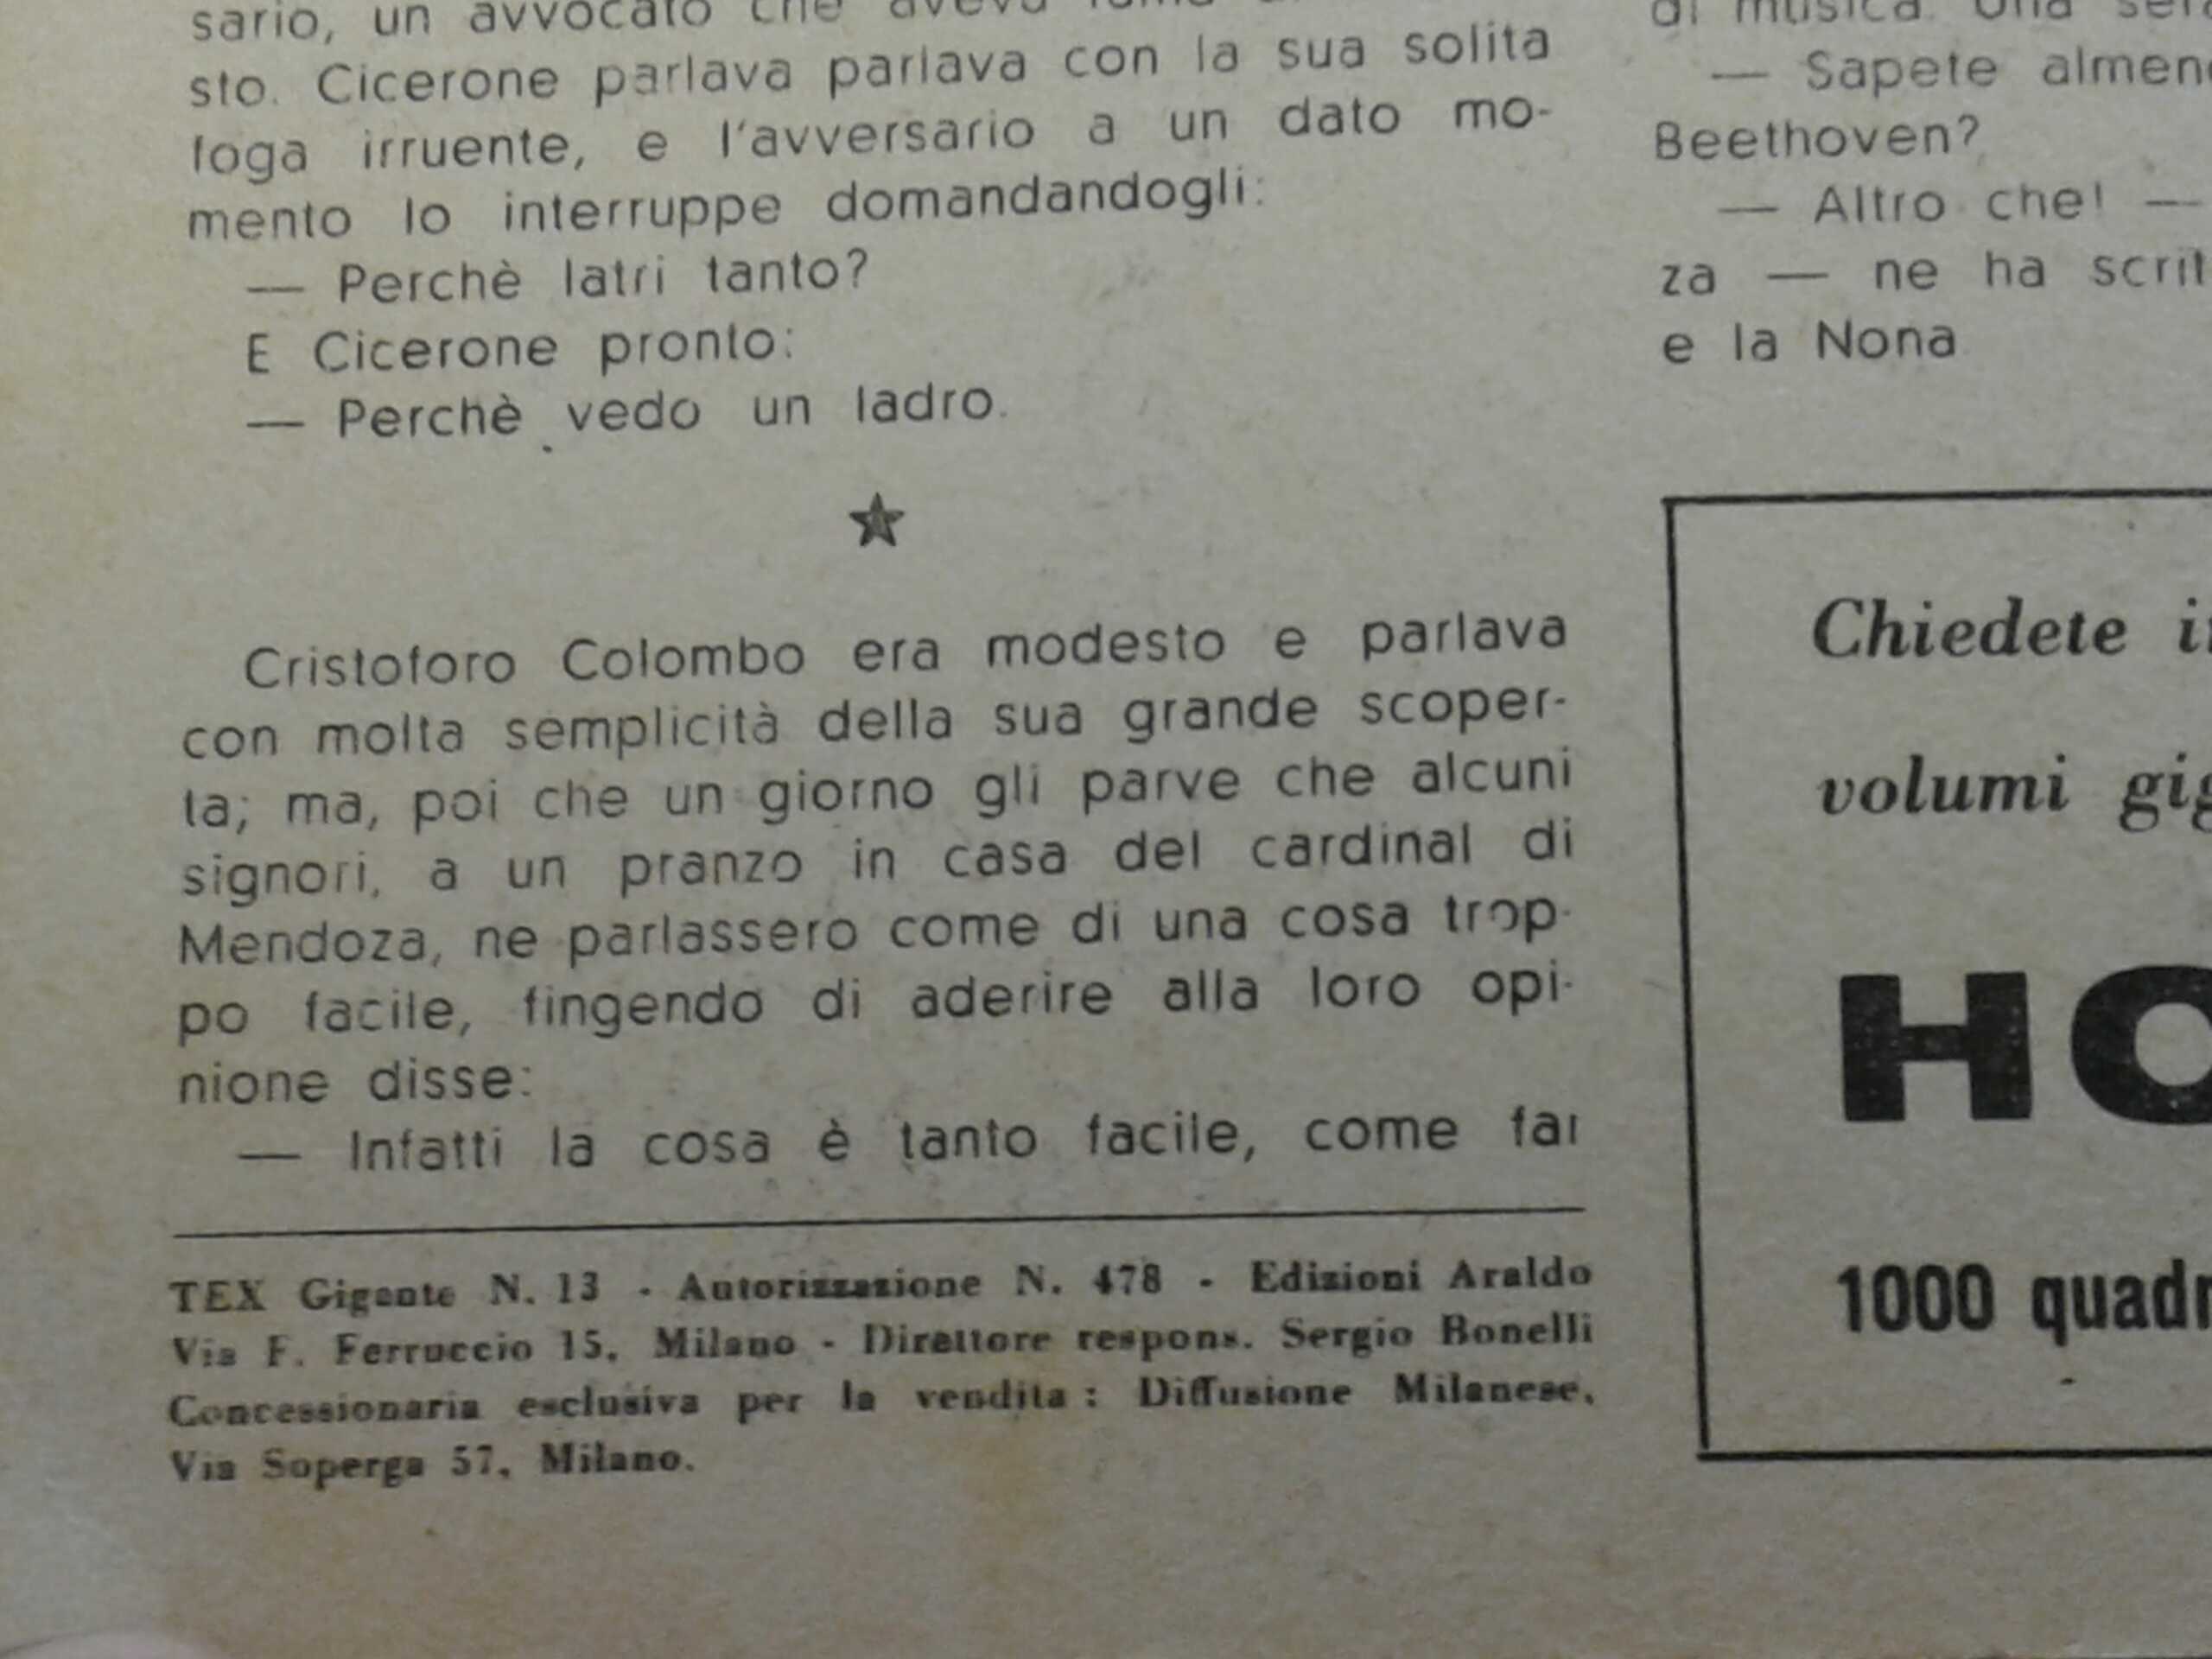 sario, un avvocato che aveva
sto. Cicerone parlava parlava con la sua solita
foga irruente, e l'avversario a un dato mo-
mento lo interruppe domandandogli:
— Perchè latri tanto?
E Cicerone pronto:
— Perchè vedo un ladro.
★
Cristoforo Colombo era modesto e parlava
con molta semplicità della sua grande scoper-
ta; ma, poi che un giorno gli parve che alcuni
signori, a un pranzo in casa del cardinal di
Mendoza, ne parlassero come di una cosa trop-
po facile, fingendo di aderire alla loro opi-
nione disse:
— Infatti la cosa è tanto facile, come far
TEX Gigante N. 13 - Autorizzazione N. 478 - Edizioni Araldo
Via F. Ferruccio 15, Milano - Direttore respons. Sergio Bonelli
Concessionaria esclusiva per la vendita : Diffusione Milanese,
Via Soperga 57, Milano.
di musica. Una
— Sapete
Beethoven?
— Altro che! —
za — ne ha
e la Nona
Chiedete
volumi
1000